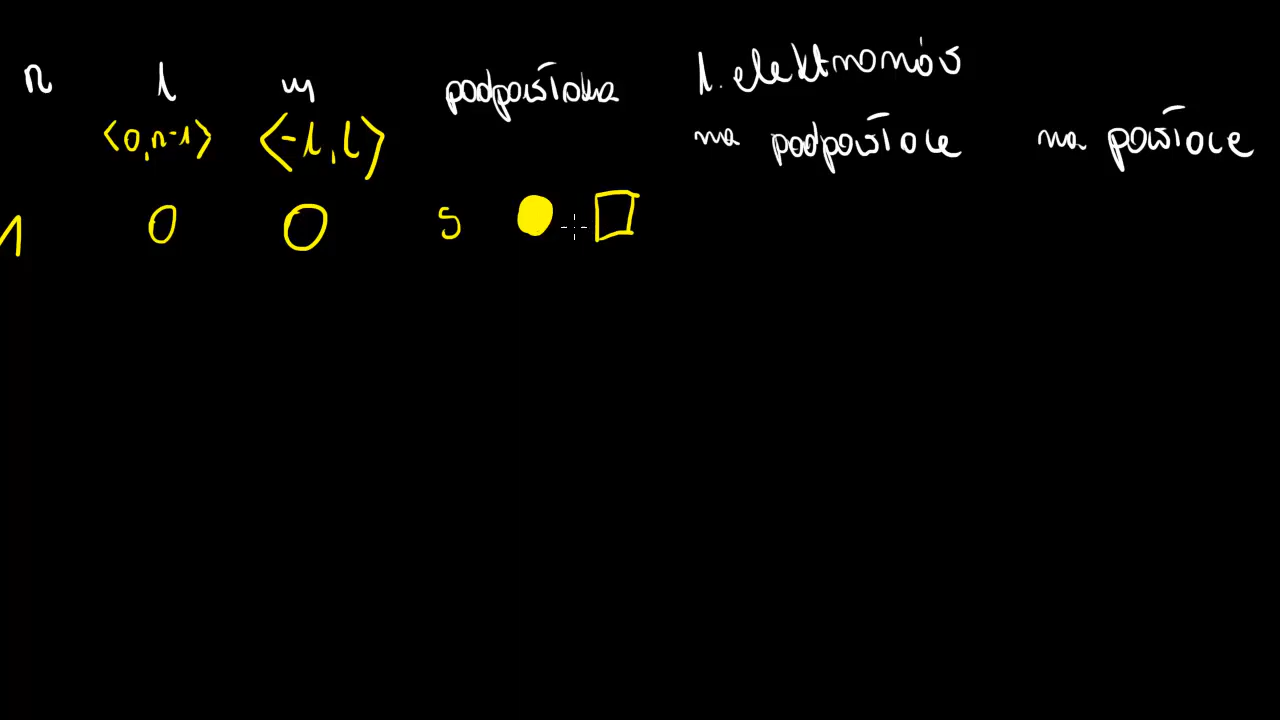 n l m podpowłoka l. elektronów
<0,n-1> <-l,l> na podpowłoce na powłoce
1 0 0 s